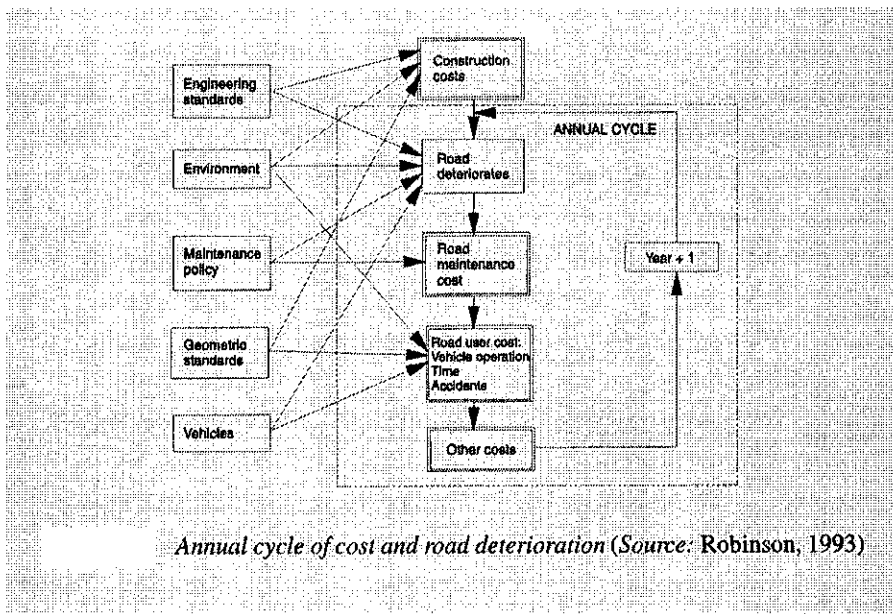 Construction
costs
Engineering
standards
ANNUAL CYCLE
Environment
Road
deteriorates
Maintenance
policy
Road
maintenance
cost
Year + 1
Geometric
standards
Road user cost:
Vehicle operation
Time
Accidents
Vehicles
Other costs
Annual cycle of cost and road deterioration (Source: Robinson, 1993)